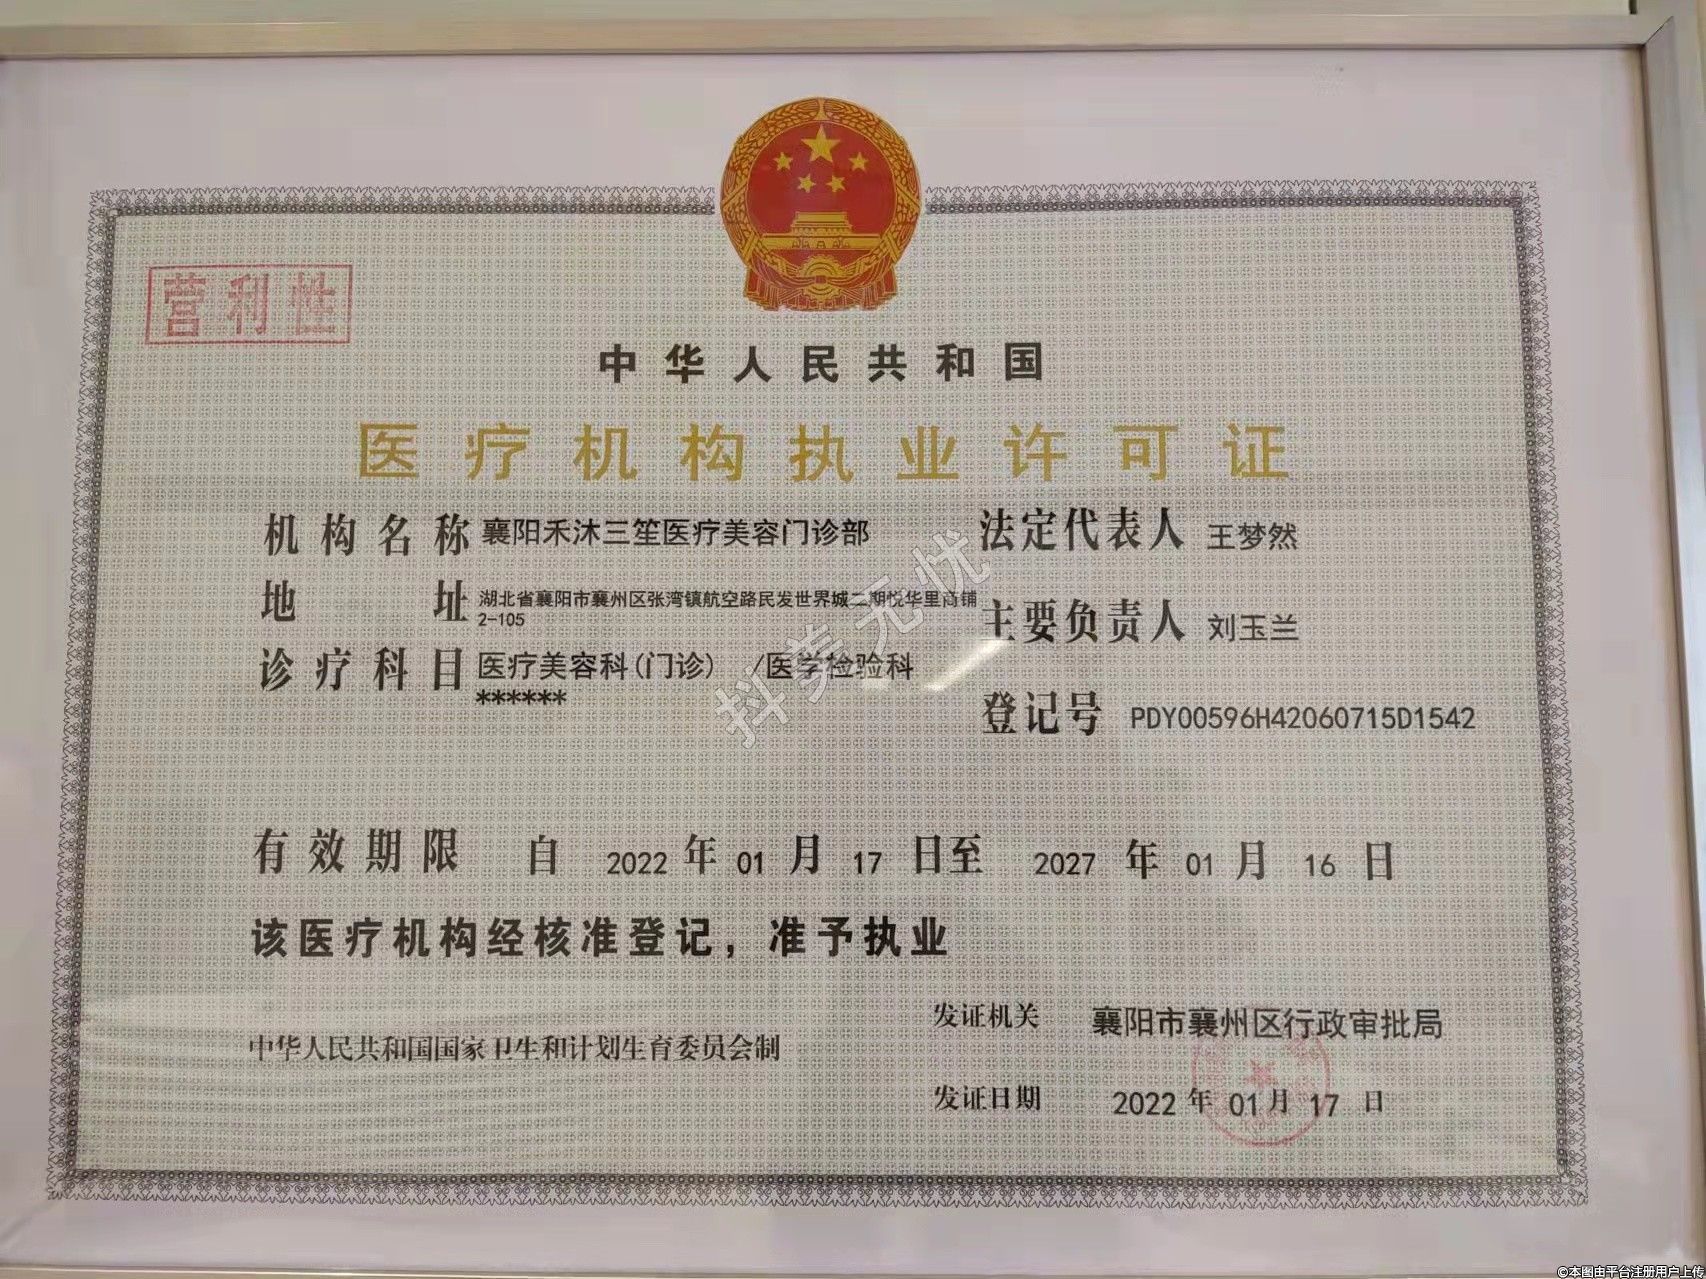 营利性
中华人民共和国
医疗机构执业许可证
机构名称 襄阳禾沐三笙医疗美容门诊部
法定代表人 王梦然
地址 湖北省襄阳市襄州区张湾镇航空路民发世界城二期悦华里商铺
2-105
主要负责人 刘玉兰
诊疗科目 医疗美容科(门诊) /医学检验科
******
登记号 PDY00596H42060715D1542
抖美无忧
有效期限 自 2022 年 01 月 17 日至 2027 年 01 月 16 日
该医疗机构经核准登记，准予执业
发证机关 襄阳市襄州区行政审批局
中华人民共和国国家卫生和计划生育委员会制
发证日期 2022 年 01 月 17 日
©本图由平台注册用户上传